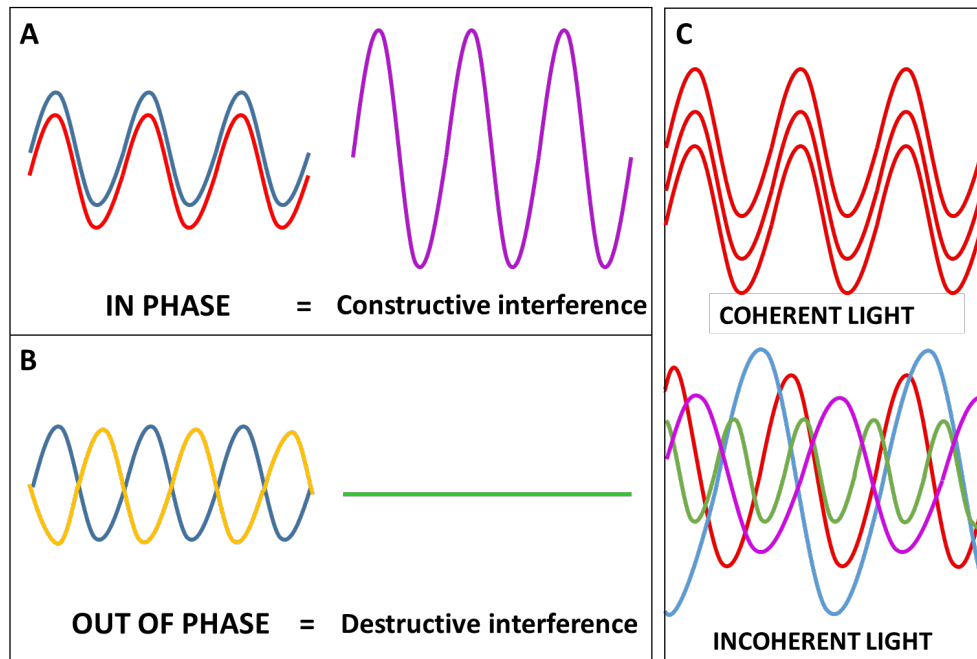 A
IN PHASE = Constructive interference
B
OUT OF PHASE = Destructive interference
C
COHERENT LIGHT
INCOHERENT LIGHT